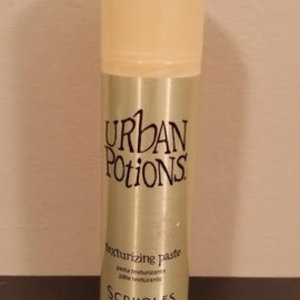 URBAN
POTIONS
texturizing paste
pasta texturizante
pâte texturante
SCRUPLES